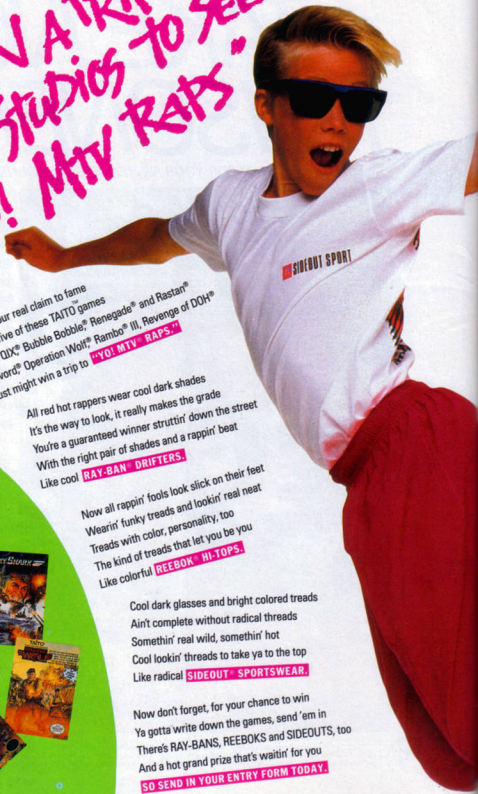 A TRIP
STUDIOS TO SEE
! MTV RAPS"
SIDEOUT SPORT
our real claim to fame
five of these TAITO™ games
QIX® Bubble Bobble® Renegade® and Rastan®
Operation Wolf® Rambo® III, Revenge of DOH®
ust might win a trip to "YO! MTV® RAPS."
All red hot rappers wear cool dark shades
It's the way to look, it really makes the grade
You're a guaranteed winner struttin' down the street
With the right pair of shades and a rappin' beat
Like cool RAY-BAN® DRIFTERS.
Now all rappin' fools look slick on their feet
Wearin' funky treads and lookin' real neat
Treads with color, personality, too
The kind of treads that let you be you
Like colorful REEBOK® HI-TOPS.
Cool dark glasses and bright colored treads
Ain't complete without radical threads
Somethin' real wild, somethin' hot
Cool lookin' threads to take ya to the top
Like radical SIDEOUT® SPORTSWEAR.
Now don't forget, for your chance to win
Ya gotta write down the games, send 'em in
There's RAY-BANS, REEBOKS and SIDEOUTS, too
And a hot grand prize that's waitin' for you
SO SEND IN YOUR ENTRY FORM TODAY.
SHARK
TAITO